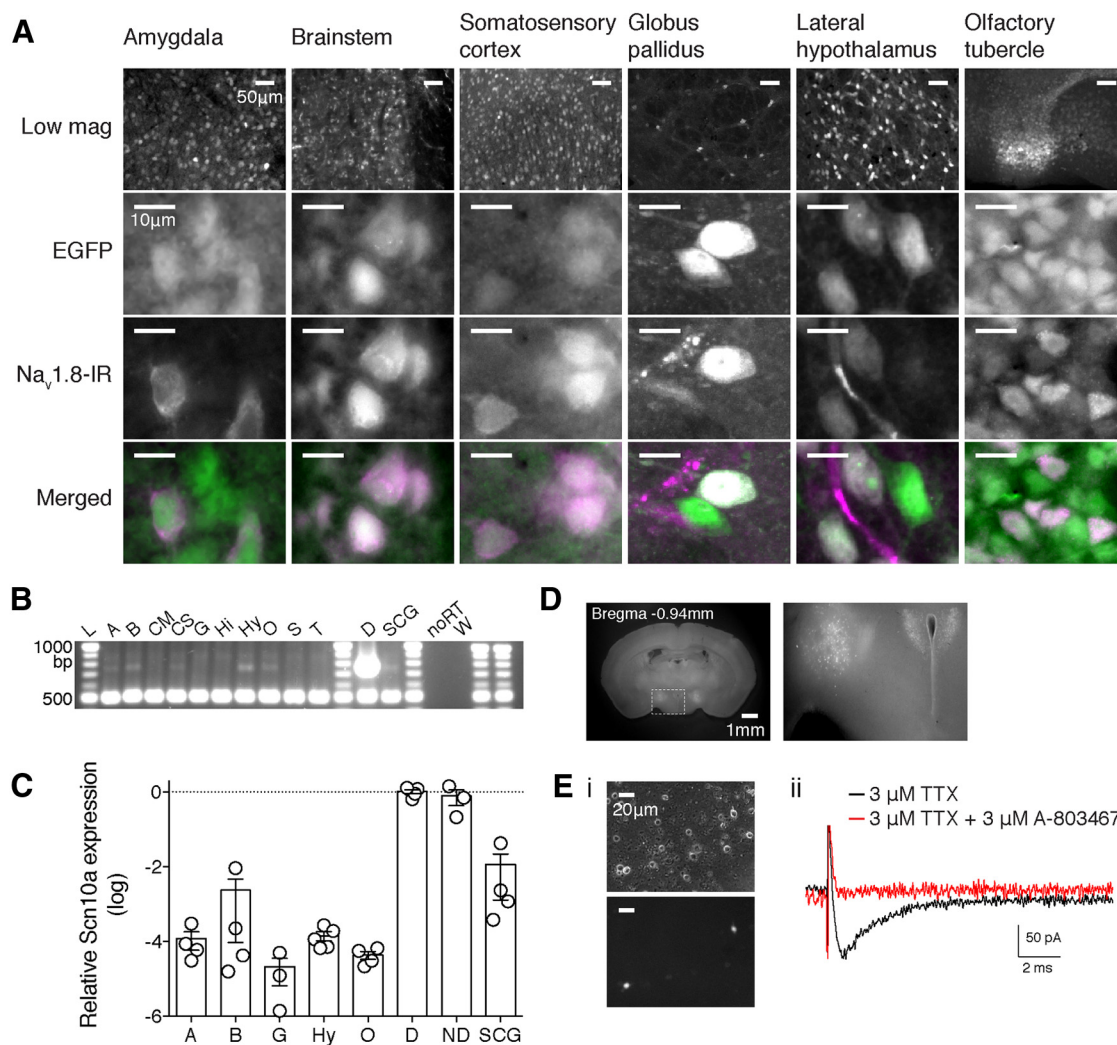 A
Amygdala
Brainstem
Somatosensory
cortex
Globus
pallidus
Lateral
hypothalamus
Olfactory
tubercle
Low mag
50μm
EGFP
10μm
Nav1.8-IR
Merged
B
L A B CM CS G Hi Hy O S T D SCG noRT W
1000
bp
500
C
Relative Scn10a expression
(log)
0
-2
-4
-6
A B G Hy O D ND SCG
D
Bregma -0.94mm
1mm
E i
20μm
ii
3 μM TTX
3 μM TTX + 3 μM A-803467
50 pA
2 ms